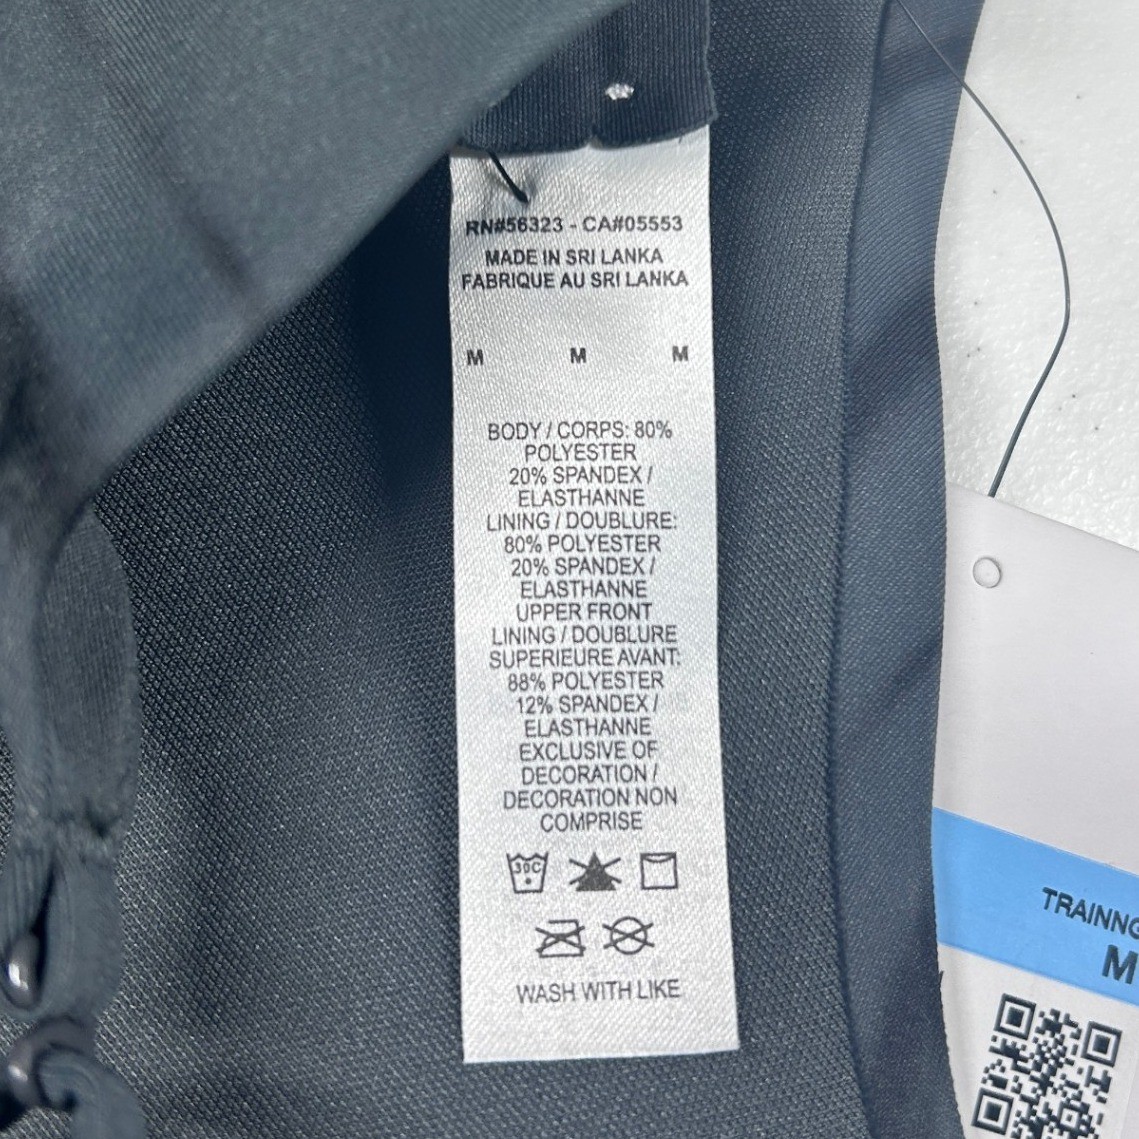 RN#56323 - CA#05553
MADE IN SRI LANKA
FABRIQUE AU SRI LANKA
M M M
BODY / CORPS: 80%
POLYESTER
20% SPANDEX /
ELASTHANNE
LINING / DOUBLURE:
80% POLYESTER
20% SPANDEX /
ELASTHANNE
UPPER FRONT
LINING / DOUBLURE
SUPERIEURE AVANT:
88% POLYESTER
12% SPANDEX /
ELASTHANNE
EXCLUSIVE OF
DECORATION /
DECORATION NON
COMPRISE
30C
WASH WITH LIKE
TRAINNG
M